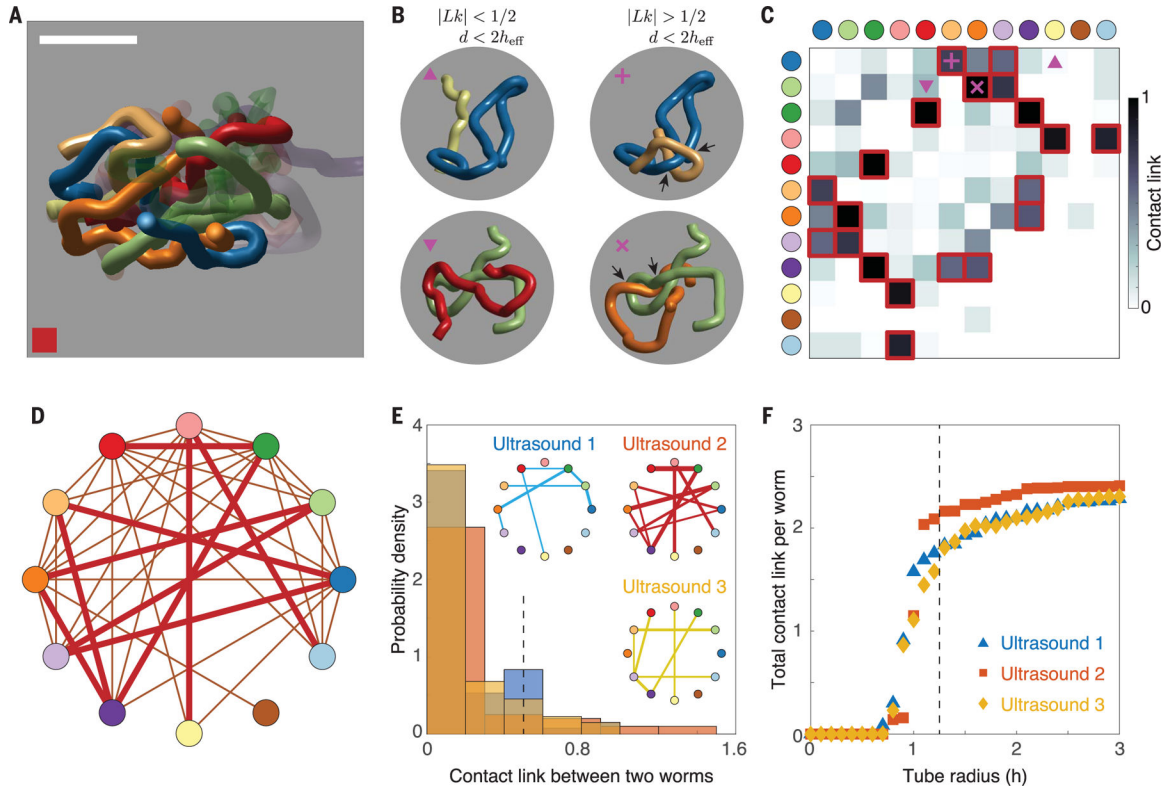 A
B
|Lk| < 1/2
d < 2h_eff
|Lk| > 1/2
d < 2h_eff
C
1
Contact link
0
D
E
4
3
2
1
0
Probability density
0
0.8
1.6
Contact link between two worms
Ultrasound 1
Ultrasound 2
Ultrasound 3
F
3
2
1
0
Total contact link per worm
0
1
2
3
Tube radius (h)
Ultrasound 1
Ultrasound 2
Ultrasound 3